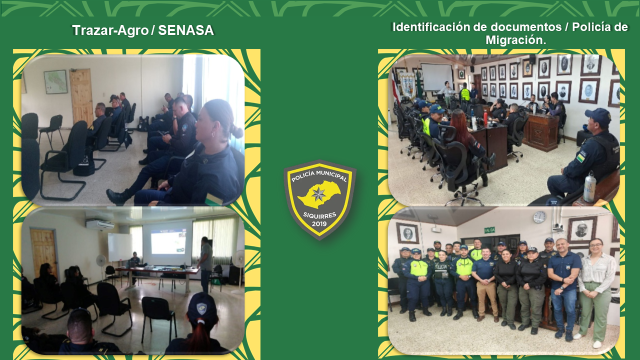 Trazar-Agro / SENASA
Identificación de documentos / Policía de
Migración.
POLICÍA MUNICIPAL
SIQUIRRES
2019